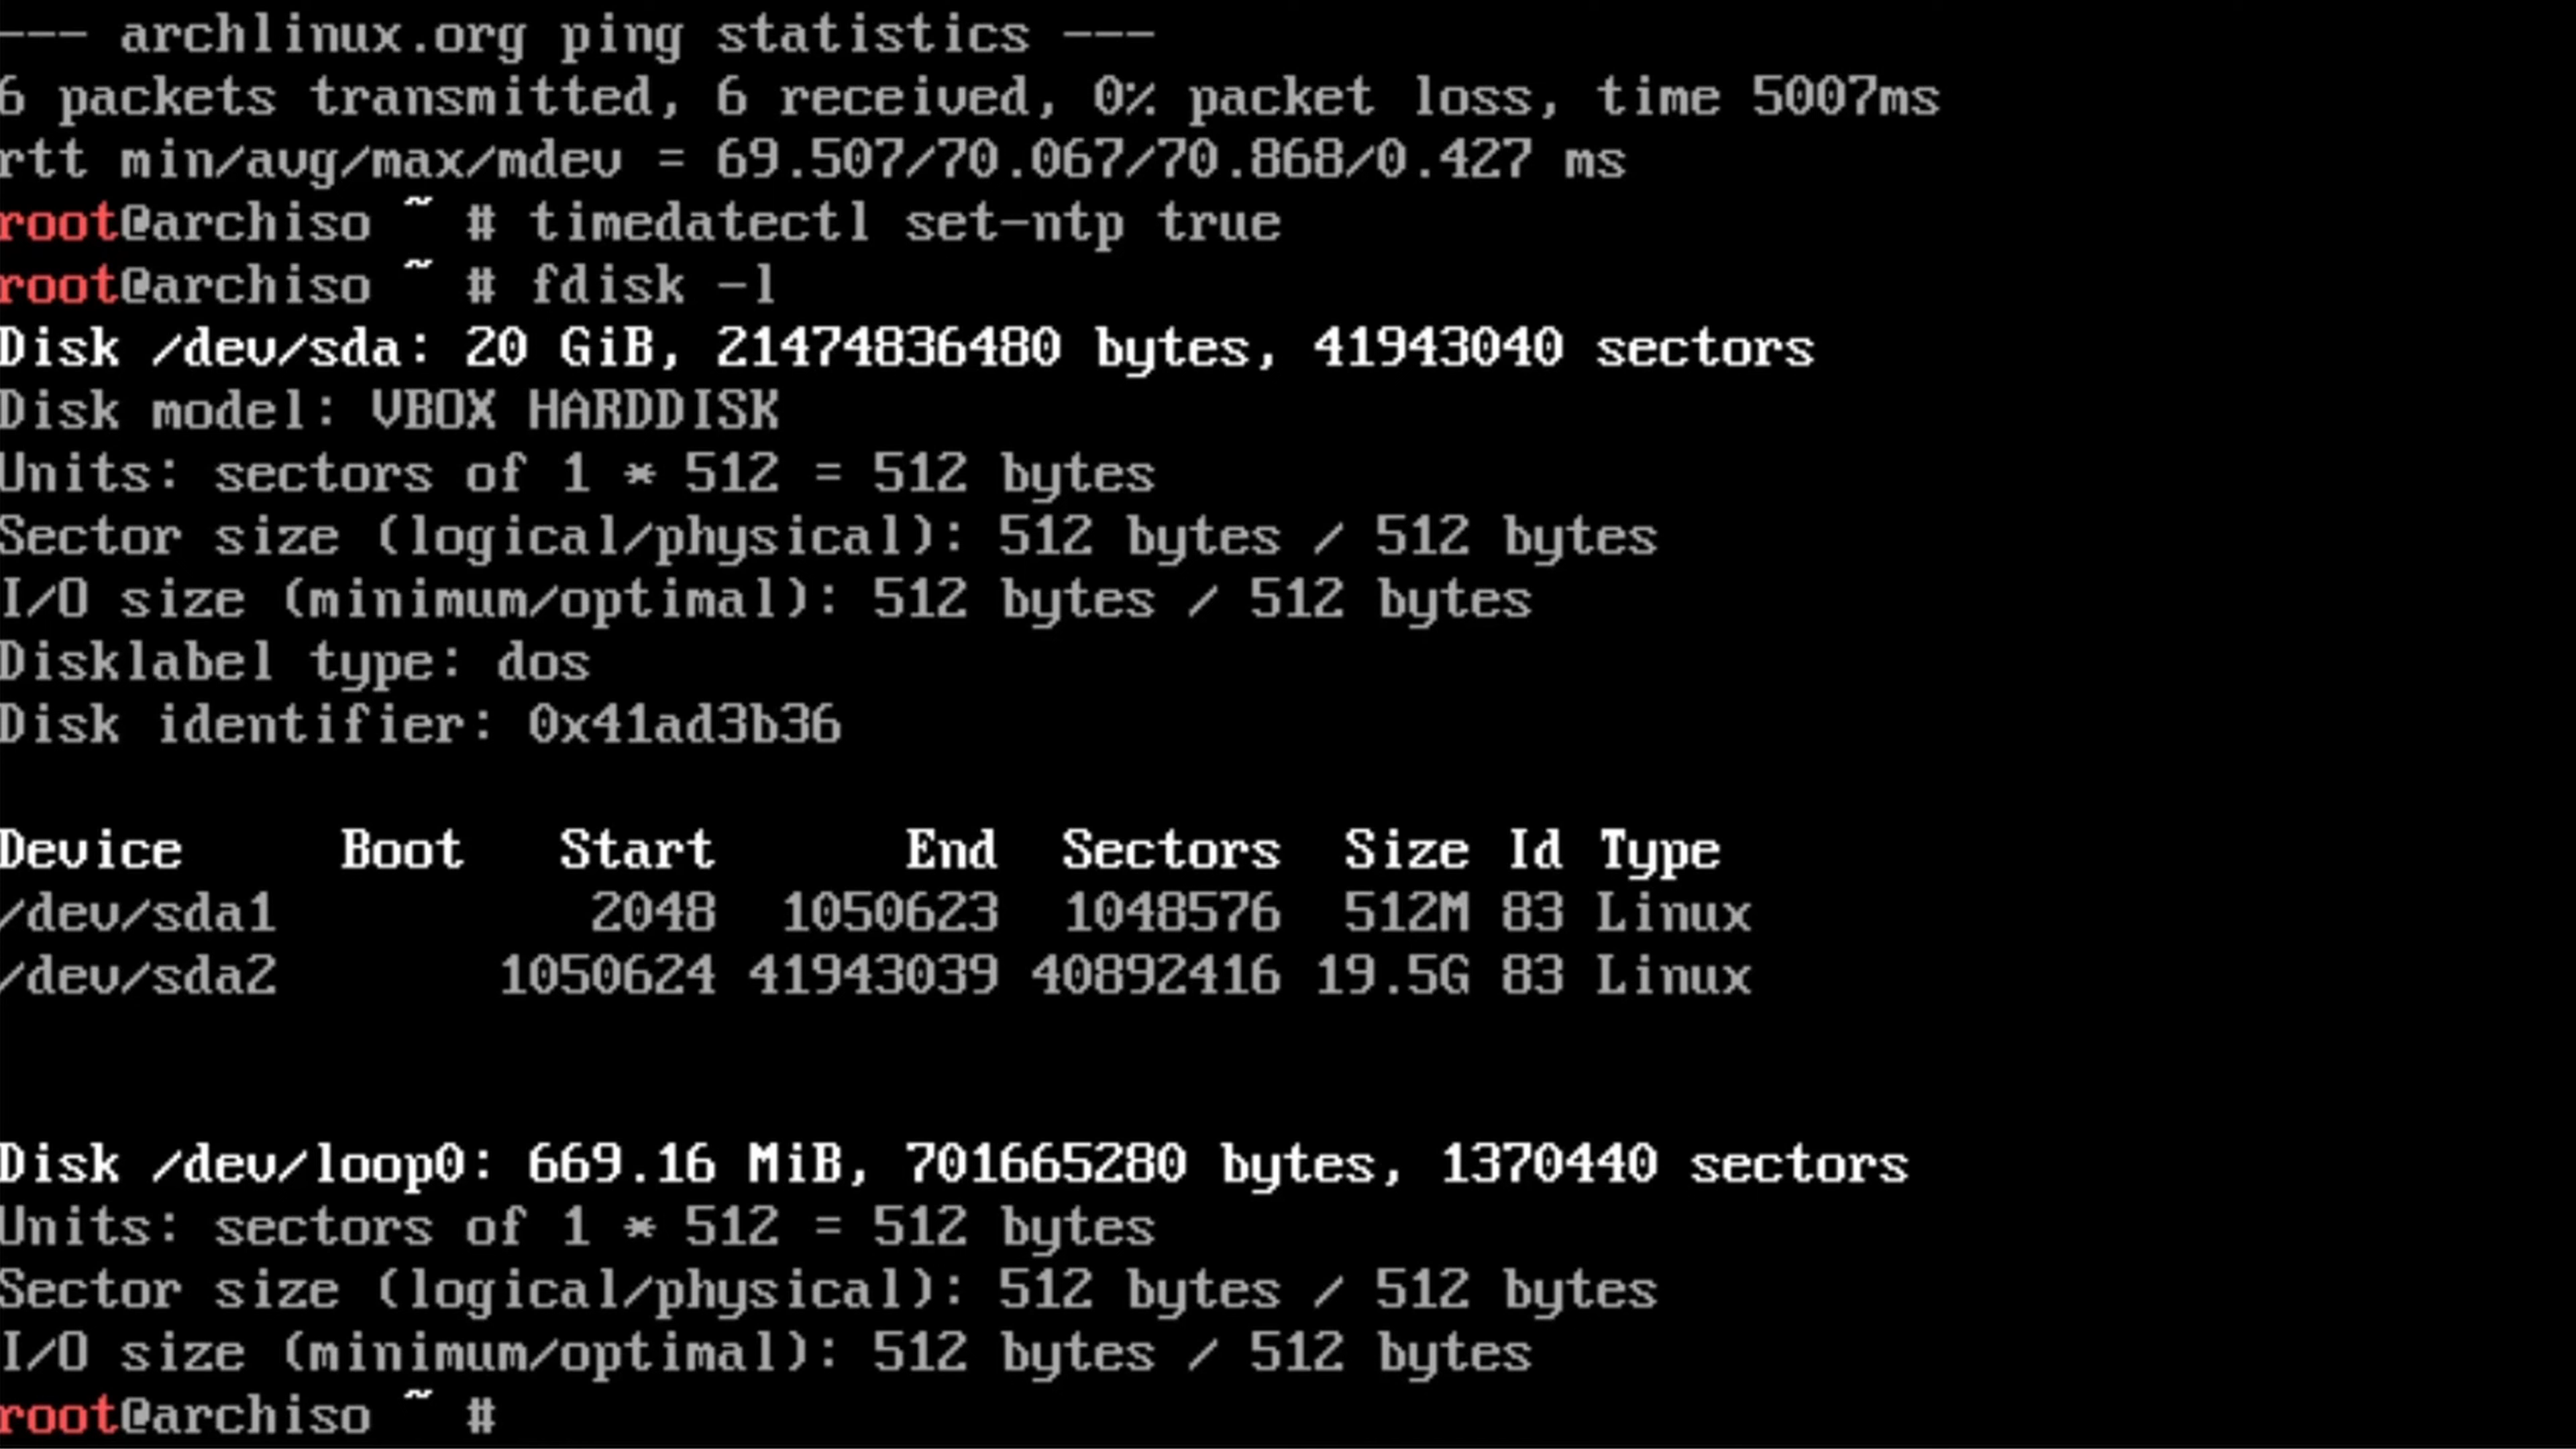 --- archlinux.org ping statistics ---
6 packets transmitted, 6 received, 0% packet loss, time 5007ms
rtt min/avg/max/mdev = 69.507/70.067/70.868/0.427 ms
root@archiso ~ # timedatectl set-ntp true
root@archiso ~ # fdisk -l
Disk /dev/sda: 20 GiB, 21474836480 bytes, 41943040 sectors
Disk model: VBOX HARDDISK
Units: sectors of 1 * 512 = 512 bytes
Sector size (logical/physical): 512 bytes / 512 bytes
I/O size (minimum/optimal): 512 bytes / 512 bytes
Disklabel type: dos
Disk identifier: 0x41ad3b36
Device     Boot   Start      End  Sectors  Size Id Type
/dev/sda1          2048  1050623  1048576  512M 83 Linux
/dev/sda2       1050624 41943039 40892416 19.5G 83 Linux
Disk /dev/loop0: 669.16 MiB, 701665280 bytes, 1370440 sectors
Units: sectors of 1 * 512 = 512 bytes
Sector size (logical/physical): 512 bytes / 512 bytes
I/O size (minimum/optimal): 512 bytes / 512 bytes
root@archiso ~ #